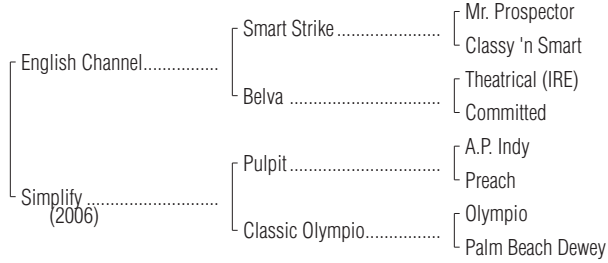 Mr. Prospector
Smart Strike ........................
Classy 'n Smart
English Channel.................
Theatrical (IRE)
Belva ...................................
Committed
A.P. Indy
Pulpit...................................
Preach
Simplify ..............................
(2006)
Olympio
Classic Olympio.................
Palm Beach Dewey